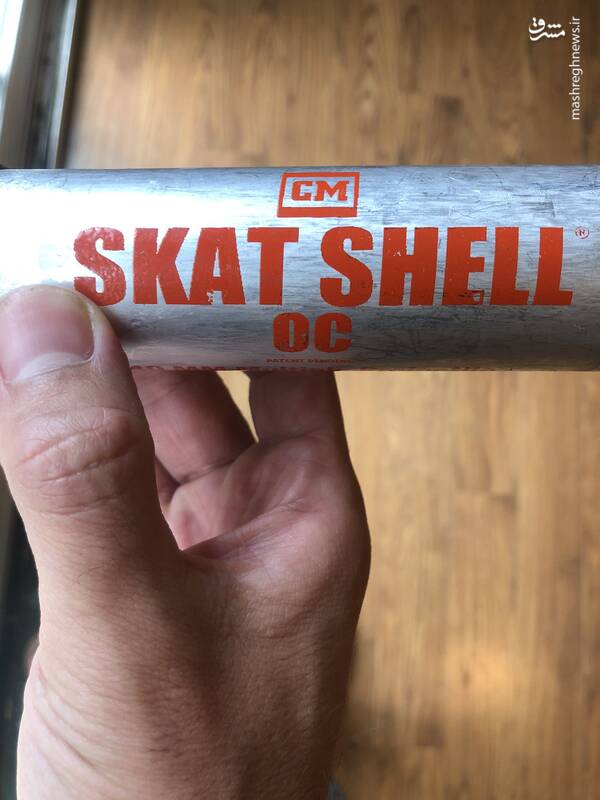 مشرق
mashreghnews.ir
GM
SKAT SHELL®
OC
PATENT PENDING